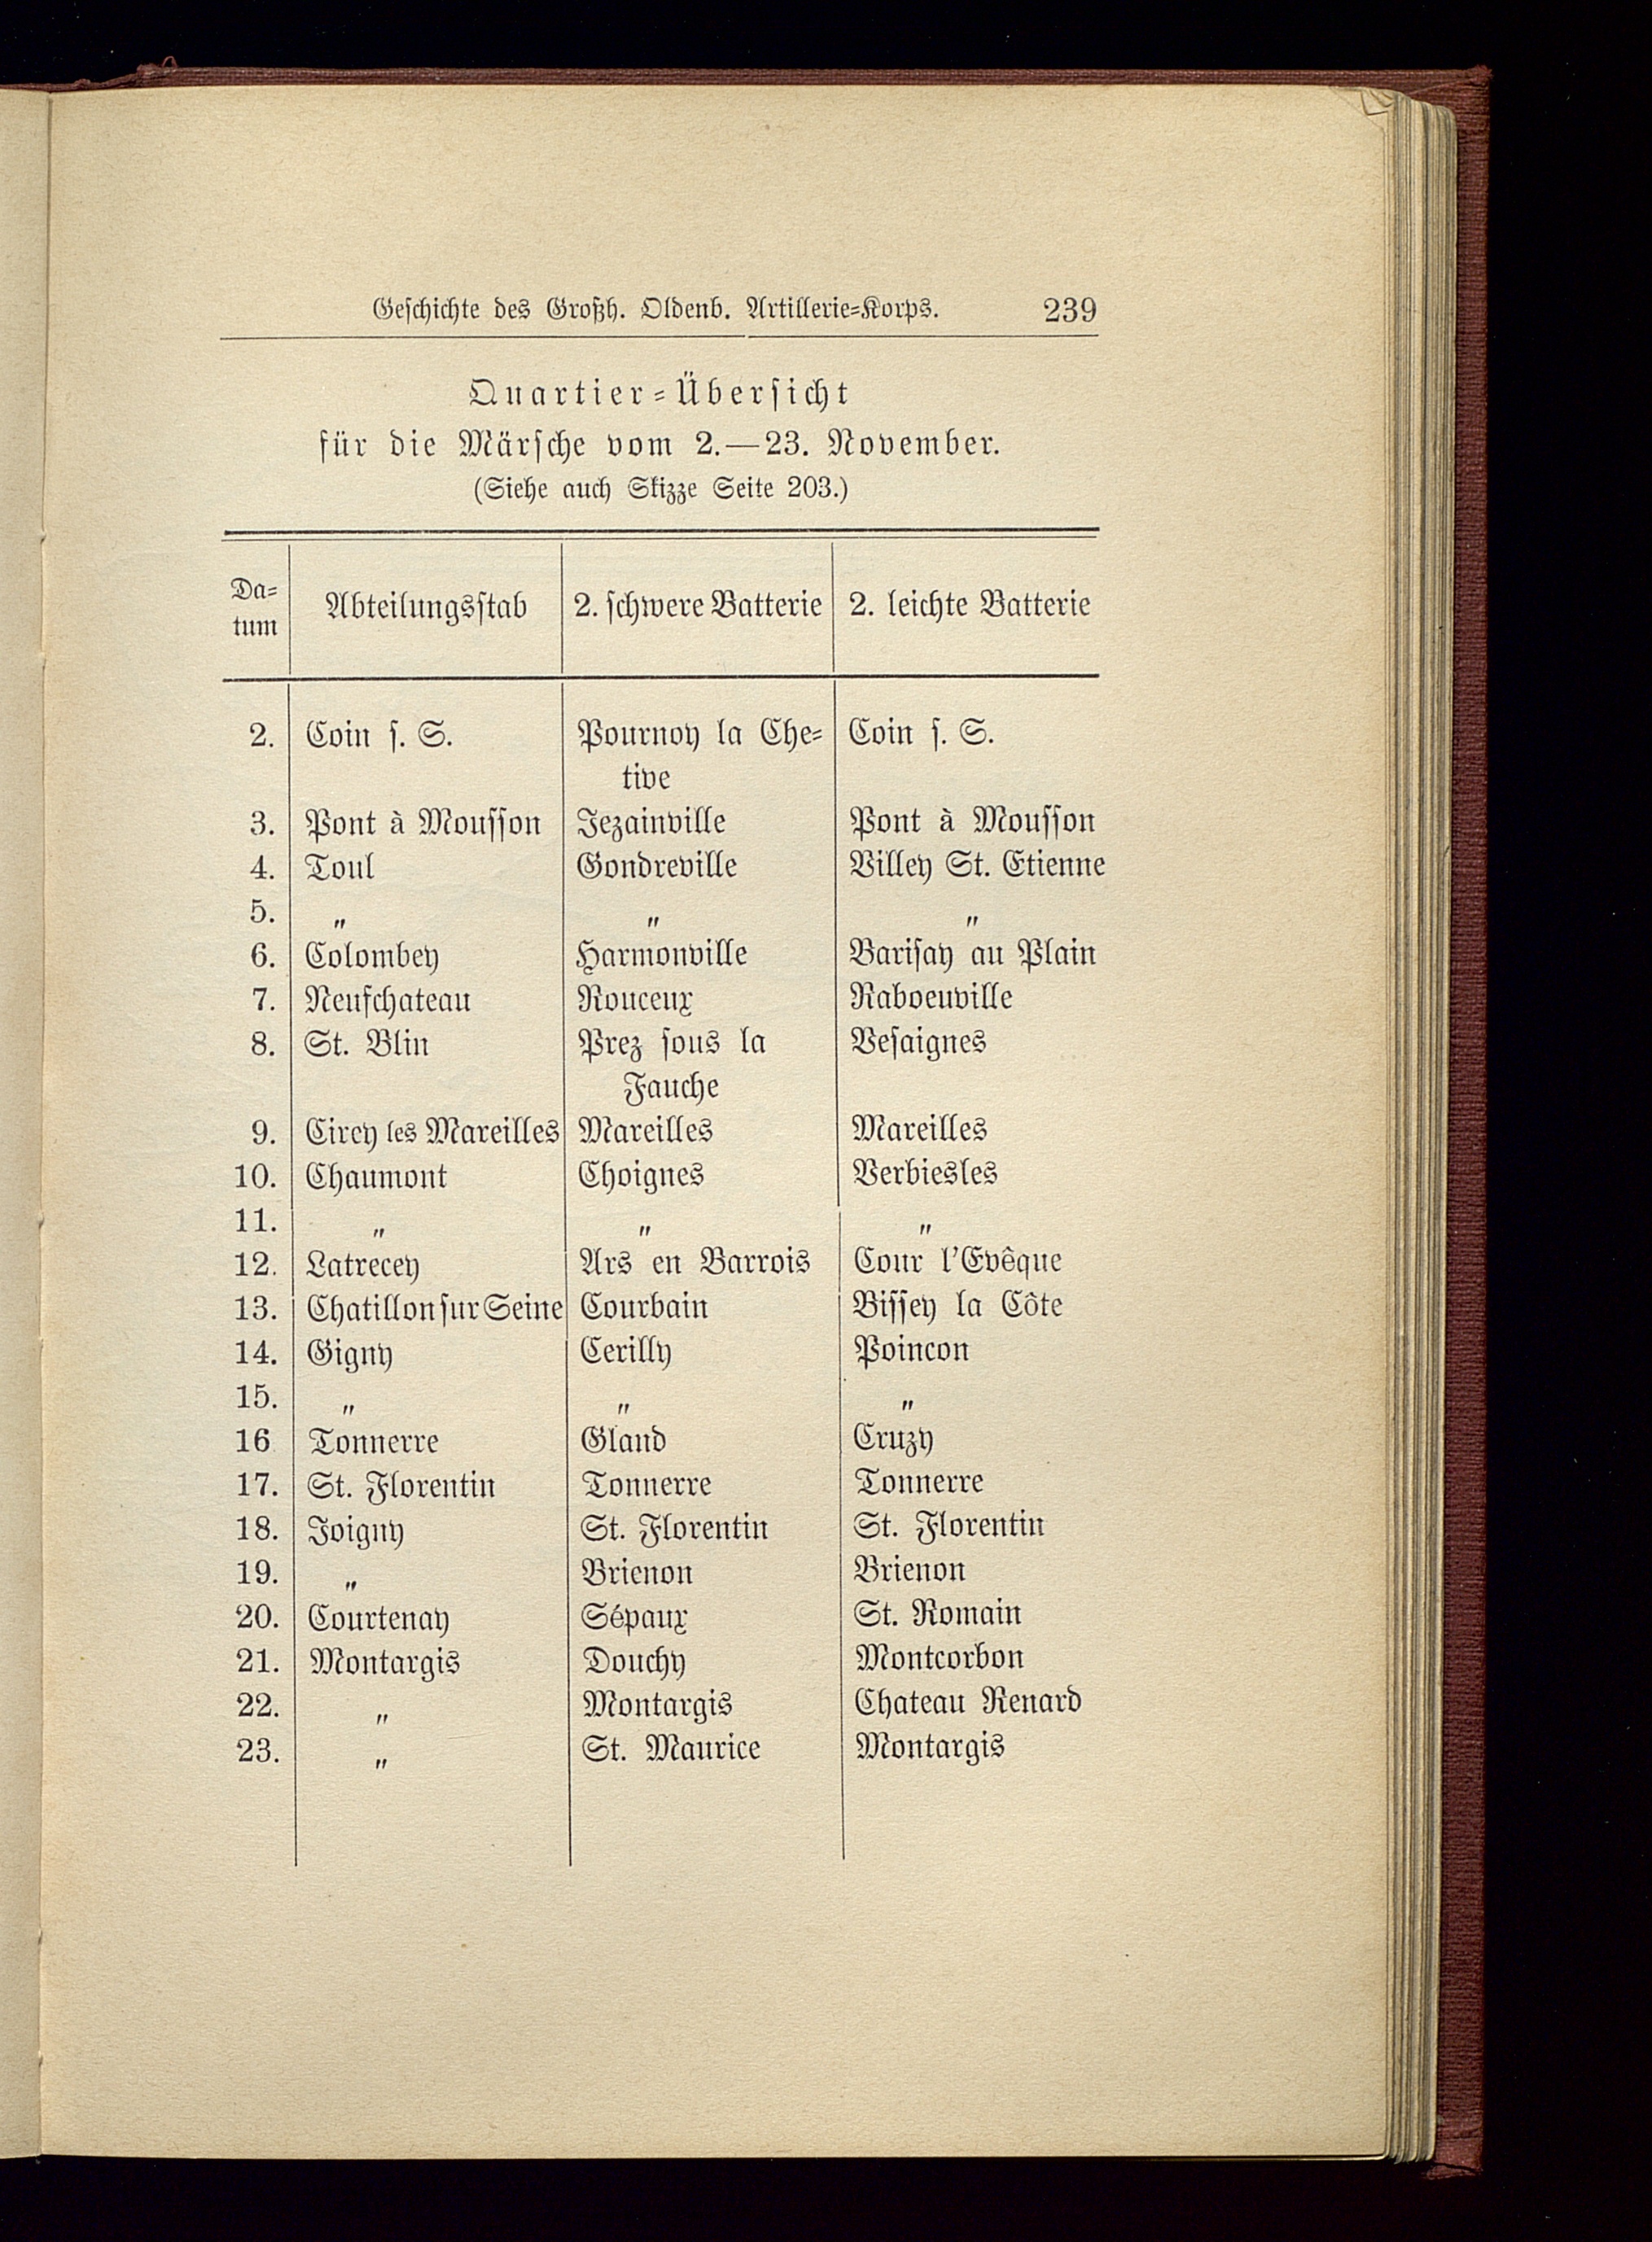 Geschichte des Großh. Oldenb. Artillerie-Korps. 239
Quartier-Übersicht
für die Märsche vom 2.—23. November.
(Siehe auch Skizze Seite 203.)
Da-
tum Abteilungsstab 2. schwere Batterie 2. leichte Batterie
2. Coin s. S. Pournoy la Che- Coin s. S.
tive
3. Pont à Mousson Jezainville Pont à Mousson
4. Toul Gondreville Villey St. Etienne
5. " " "
6. Colombey Harmonville Barisay au Plain
7. Neufchateau Rouceux Raboeuville
8. St. Blin Prez sous la Vesaignes
Fauche
9. Cirey les Mareilles Mareilles Mareilles
10. Chaumont Choignes Verbiesles
11. " " "
12. Latrecey Ars en Barrois Cour l'Evêque
13. Chatillon sur Seine Courbain Bissey la Côte
14. Gigny Cerilly Poincon
15. " " "
16 Tonnerre Gland Cruzy
17. St. Florentin Tonnerre Tonnerre
18. Joigny St. Florentin St. Florentin
19. " Brienon Brienon
20. Courtenay Sépaux St. Romain
21. Montargis Douchy Montcorbon
22. " Montargis Chateau Renard
23. " St. Maurice Montargis